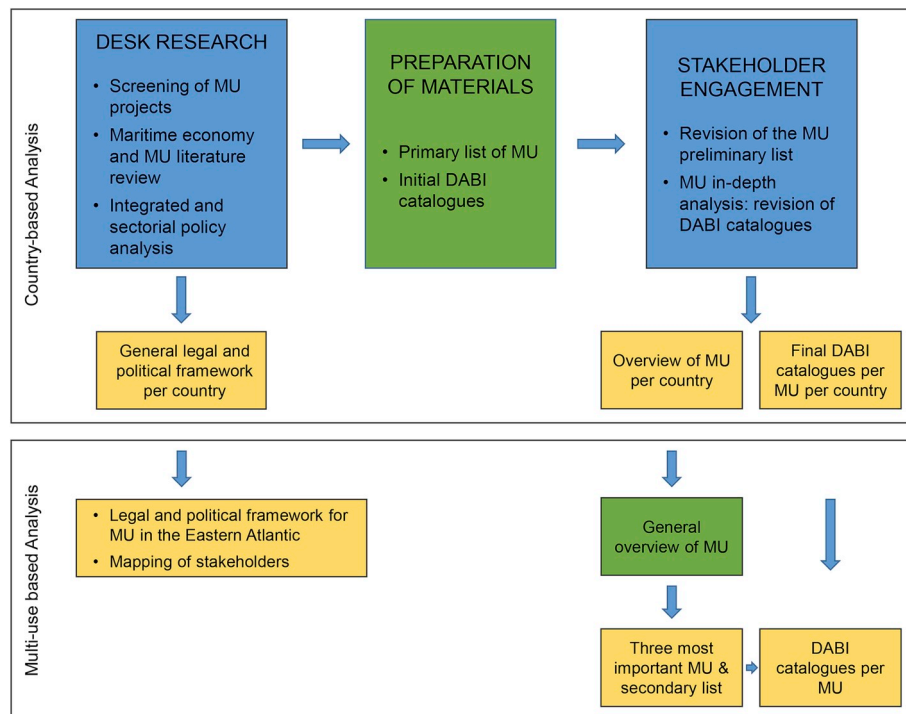 Country-based Analysis
DESK RESEARCH
• Screening of MU
projects
• Maritime economy
and MU literature
review
• Integrated and
sectorial policy
analysis
PREPARATION
OF MATERIALS
• Primary list of MU
• Initial DABI
catalogues
STAKEHOLDER
ENGAGEMENT
• Revision of the MU
preliminary list
• MU in-depth
analysis: revision of
DABI catalogues
General legal and
political framework
per country
Overview of MU
per country
Final DABI
catalogues per
MU per country
Multi-use based Analysis
• Legal and political framework for
MU in the Eastern Atlantic
• Mapping of stakeholders
General
overview of MU
Three most
important MU &
secondary list
DABI
catalogues per
MU